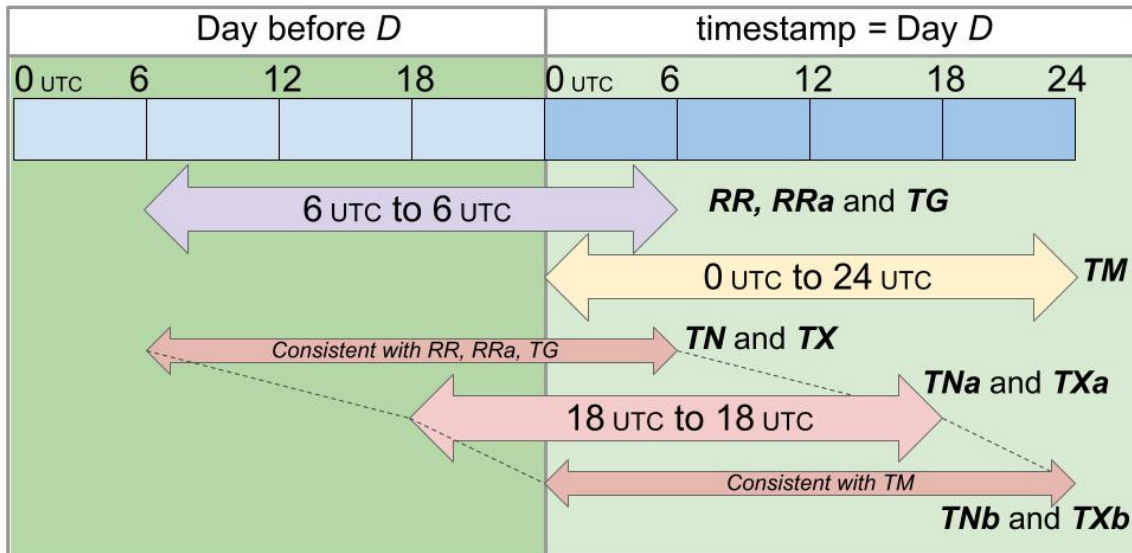 Day before D
timestamp = Day D
0 UTC 6 12 18 0 UTC 6 12 18 24
6 UTC to 6 UTC
RR, RRa and TG
0 UTC to 24 UTC
TM
Consistent with RR, RRa, TG
TN and TX
TNa and TXa
18 UTC to 18 UTC
Consistent with TM
TNb and TXb